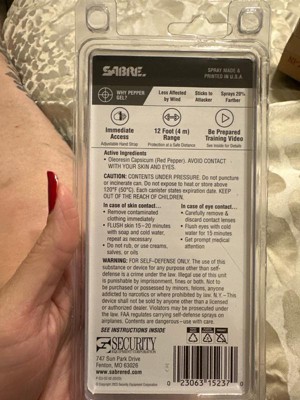 SABRE.
SPRAY MADE &
PRINTED IN U.S.A
WHY PEPPER
GEL?
Less Affected
by Wind
Sticks to
Attacker
Sprays 20%
Farther
Immediate
Access
Adjustable Hand Strap
12 Foot (4 m)
Range
Protection at a Safe Distance
Be Prepared
Training Video
See Inside for Details
Active Ingredients
• Oleoresin Capsicum (Red Pepper). AVOID CONTACT
WITH YOUR SKIN AND EYES.
CAUTION: CONTENTS UNDER PRESSURE. Do not puncture
or incinerate can. Do not expose to heat or store above
120°F (50°C). Each canister states expiration date. KEEP
OUT OF THE REACH OF CHILDREN.
In case of skin contact...
• Remove contaminated
clothing immediately
• FLUSH skin 15–20 minutes
with soap and cold water,
repeat as necessary
• Do not rub, or use creams,
salves, or oils
In case of eye contact...
• Carefully remove &
discard contact lenses
• Flush eyes with cold
water for 15 minutes
• Get prompt medical
attention
WARNING: FOR SELF-DEFENSE ONLY. The use of this
substance or device for any purpose other than self-
defense is a crime under the law. Illegal use of this unit
is punishable by imprisonment, fines or both. Not to
be purchased or possessed by minors, felons, anyone
addicted to narcotics or where prohibited by law. N.Y. – This
device shall not be sold by anyone other than a licensed
or authorized dealer. Violators may be prosecuted under
the law. FAA regulations forbid carrying self-defense sprays on
airplanes. Contents are dangerous – use with care.
SEE INSTRUCTIONS INSIDE
SECURITY
EQUIPMENT CORPORATION
747 Sun Park Drive
Fenton, MO 63026
www.sabrered.com
0 23063 15237